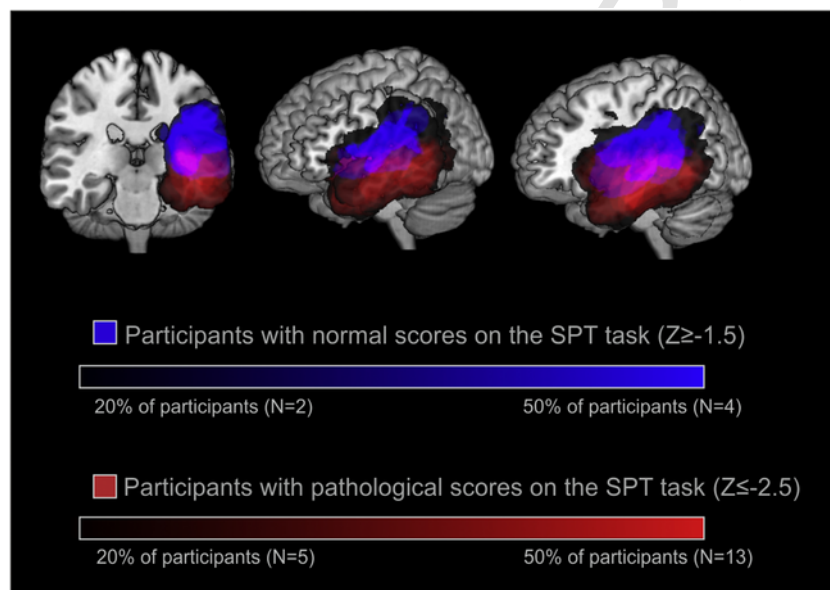 Participants with normal scores on the SPT task (Z≥-1.5)
20% of participants (N=2) 50% of participants (N=4)
Participants with pathological scores on the SPT task (Z≤-2.5)
20% of participants (N=5) 50% of participants (N=13)